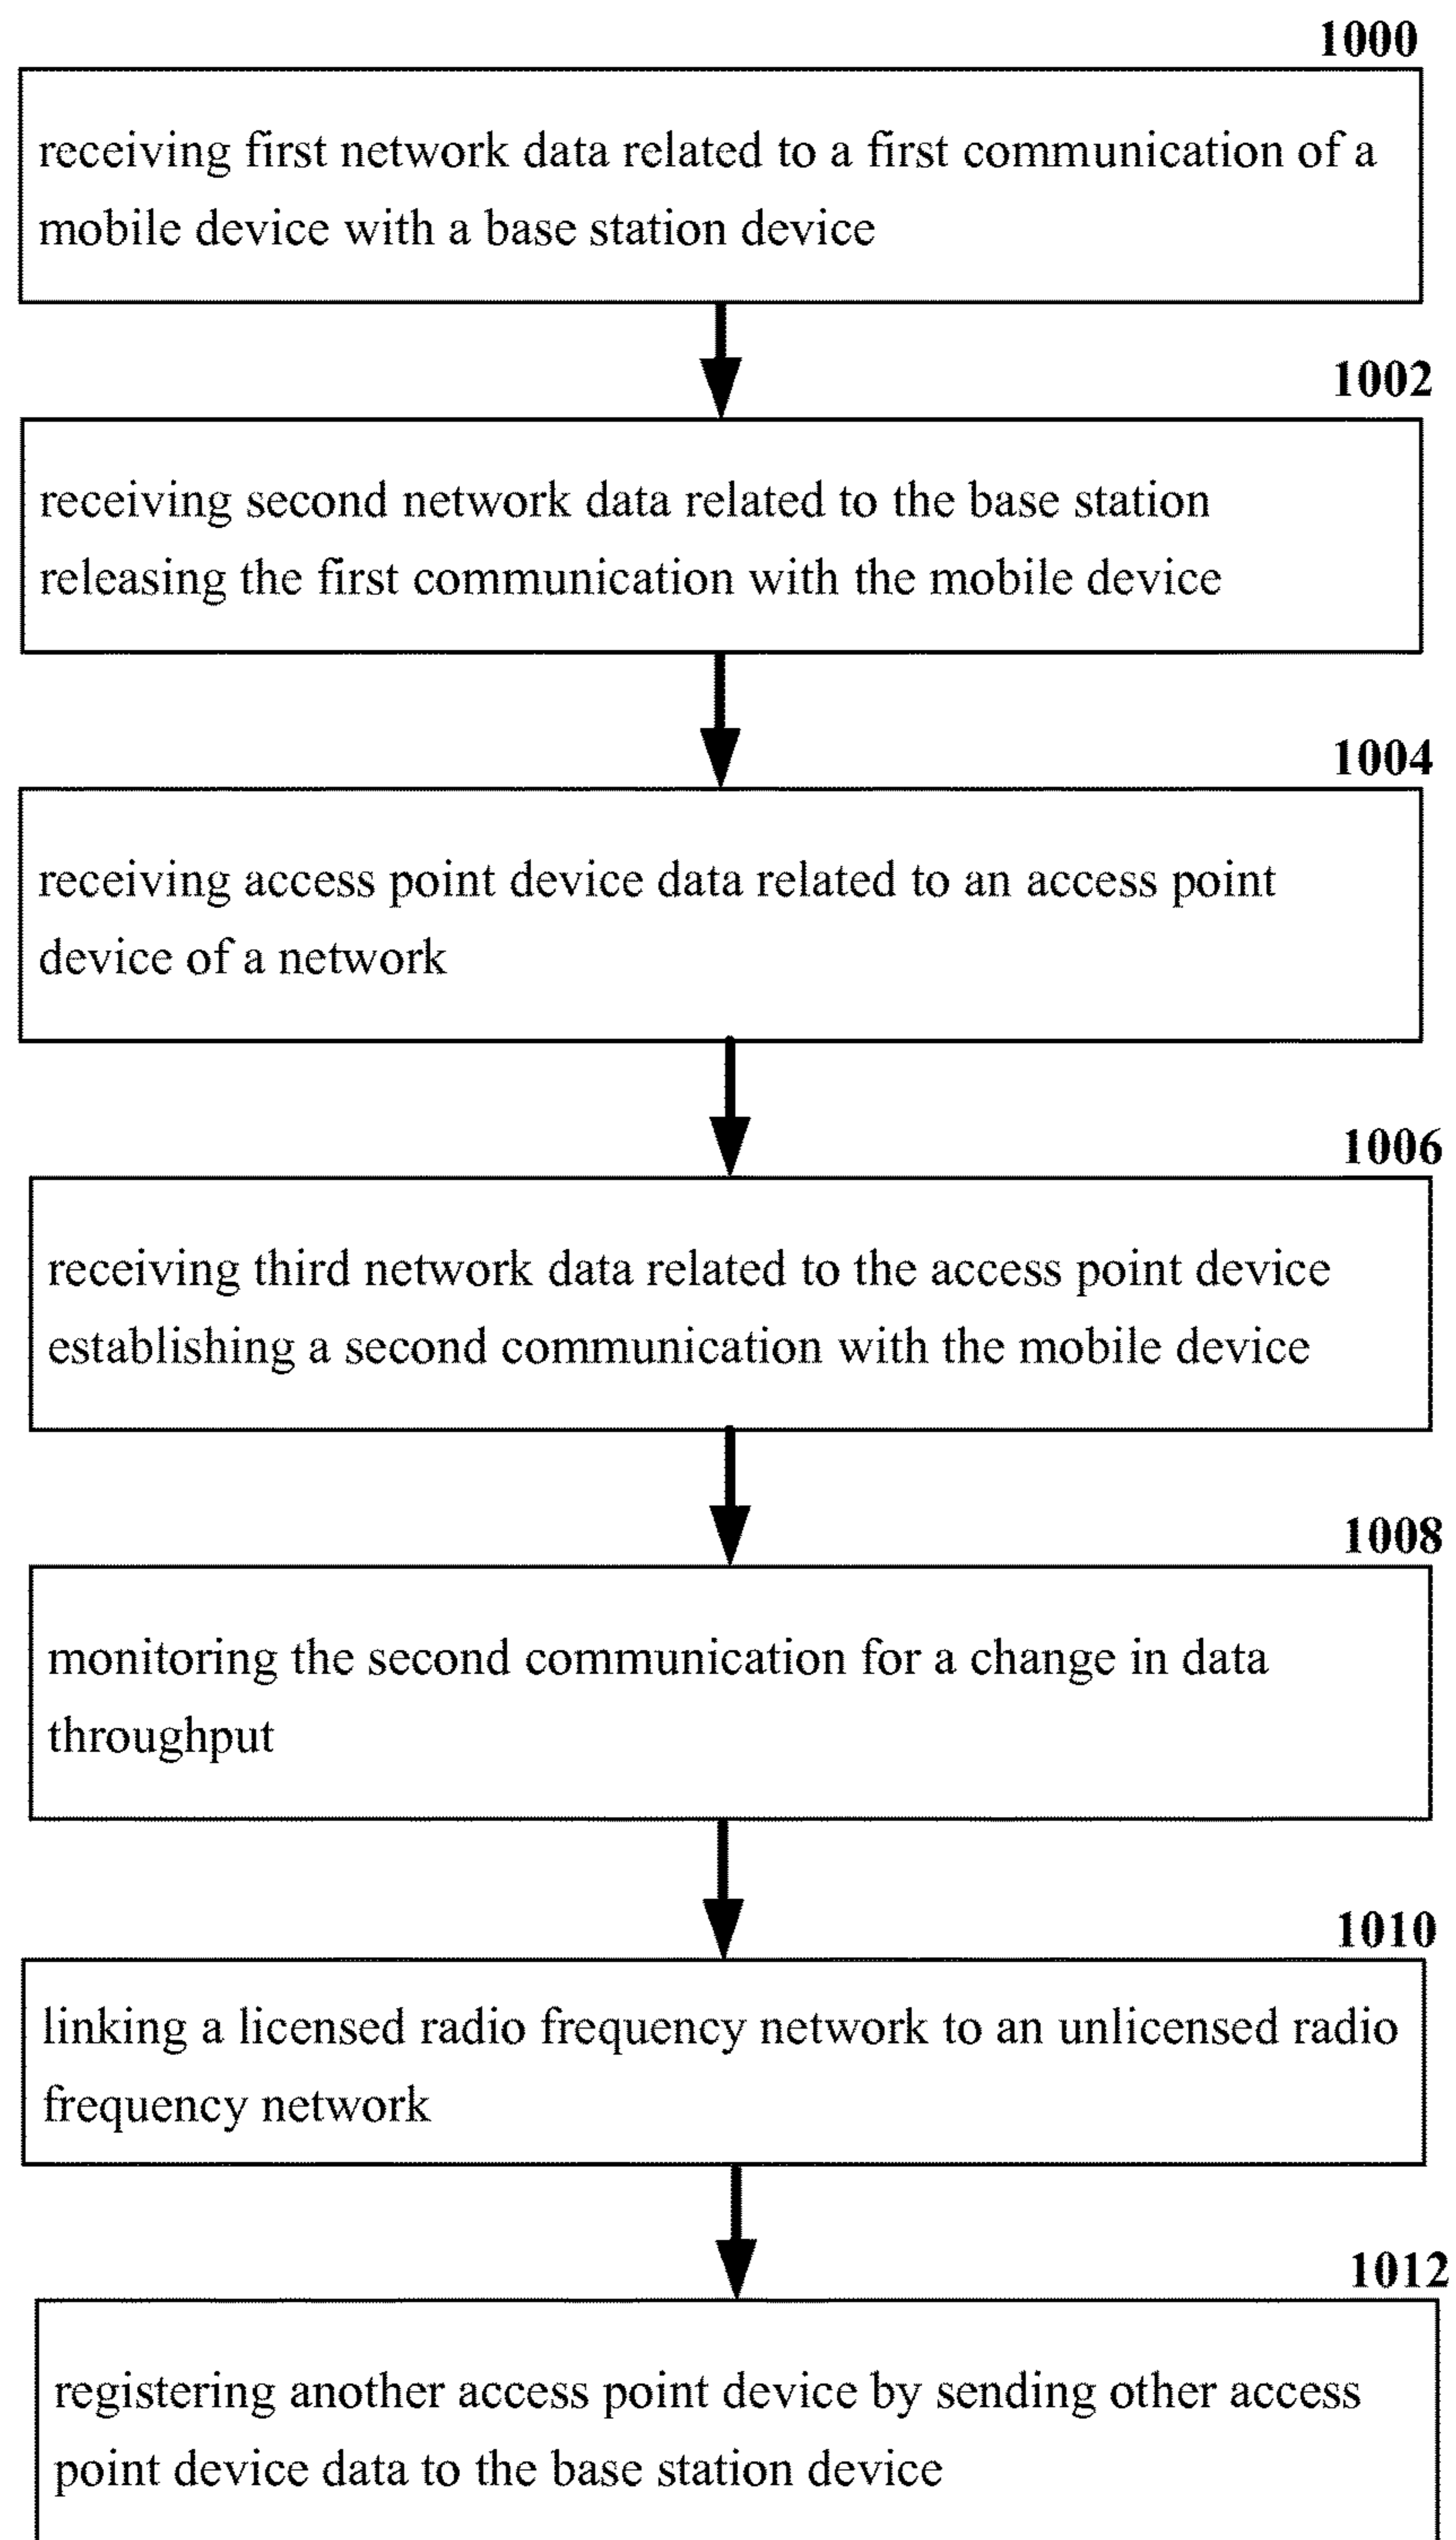 1000
receiving first network data related to a first communication of a
mobile device with a base station device
1002
receiving second network data related to the base station
releasing the first communication with the mobile device
1004
receiving access point device data related to an access point
device of a network
1006
receiving third network data related to the access point device
establishing a second communication with the mobile device
1008
monitoring the second communication for a change in data
throughput
1010
linking a licensed radio frequency network to an unlicensed radio
frequency network
1012
registering another access point device by sending other access
point device data to the base station device